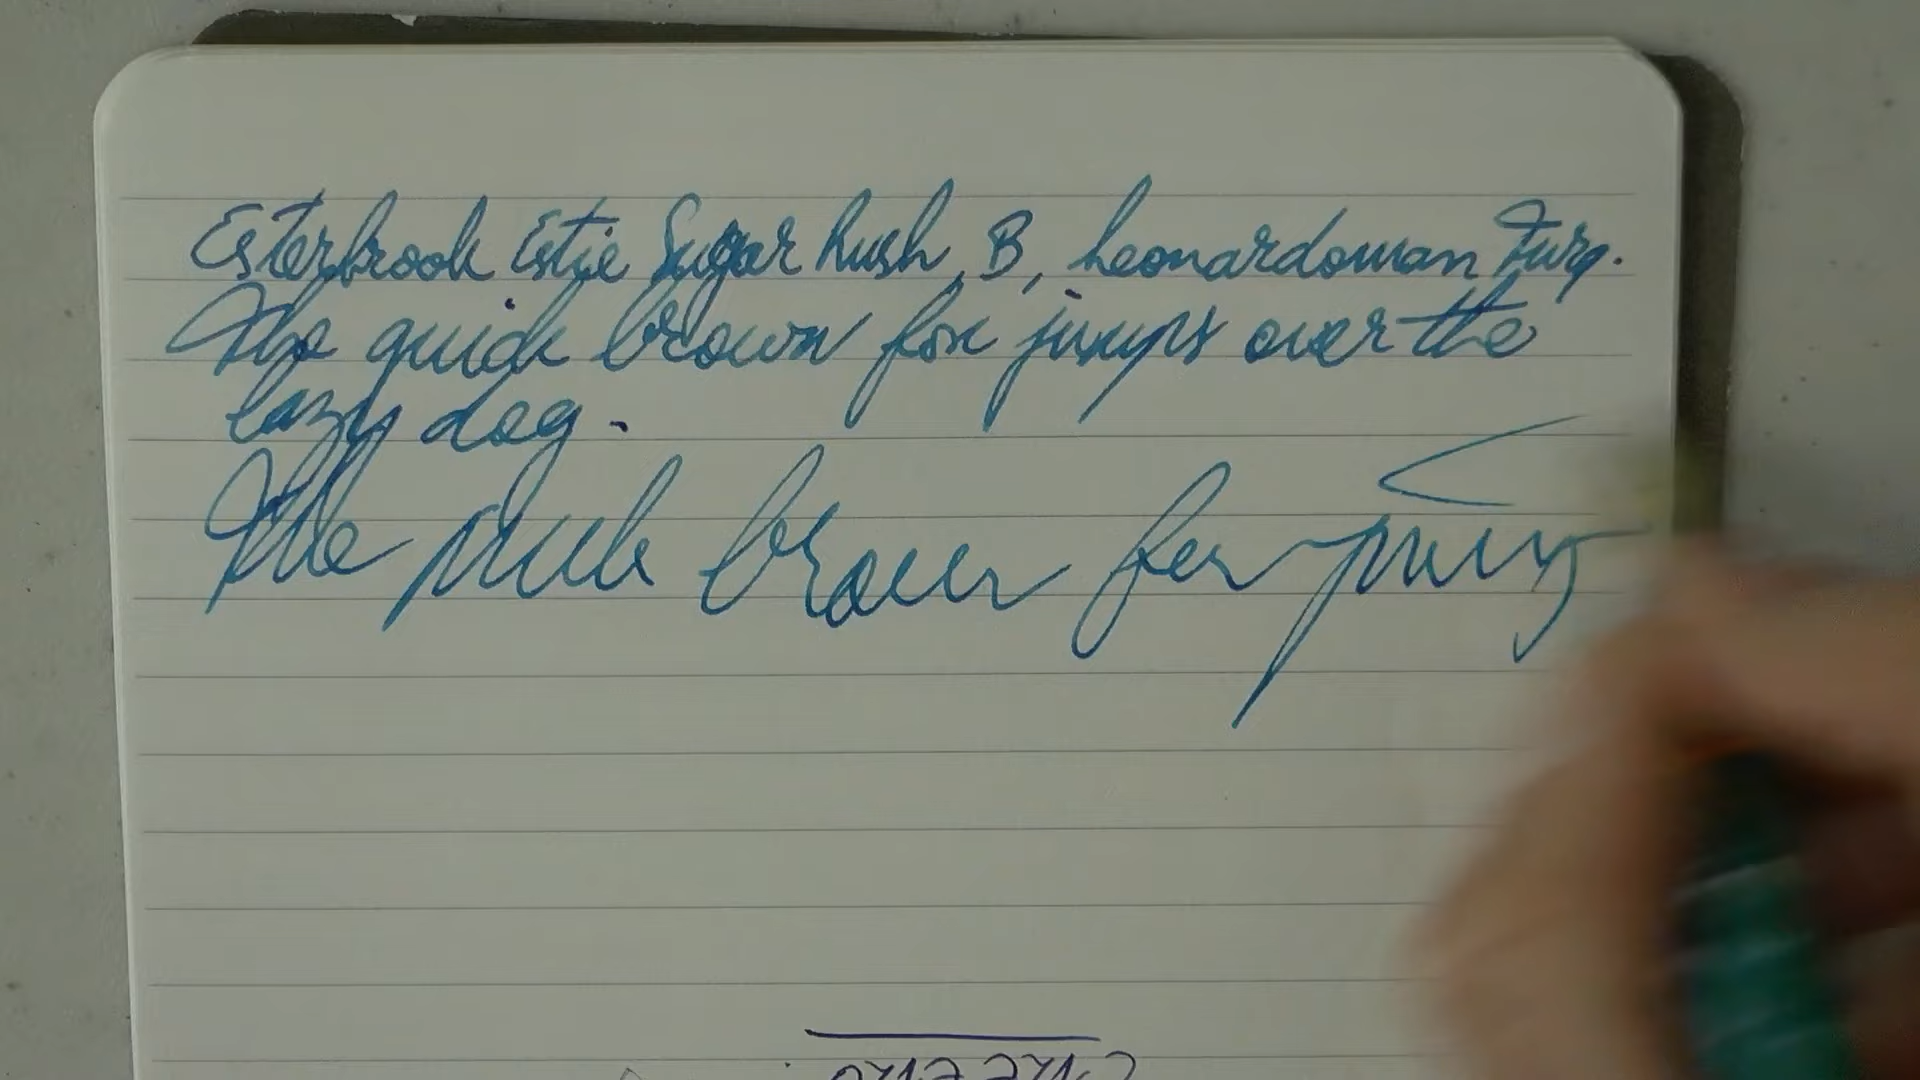 Esterbrook Estie Sugar Rush, B, Leonardoman Turq.
The quick brown fox jumps over the
lazy dog.
The quick brown fox jumps